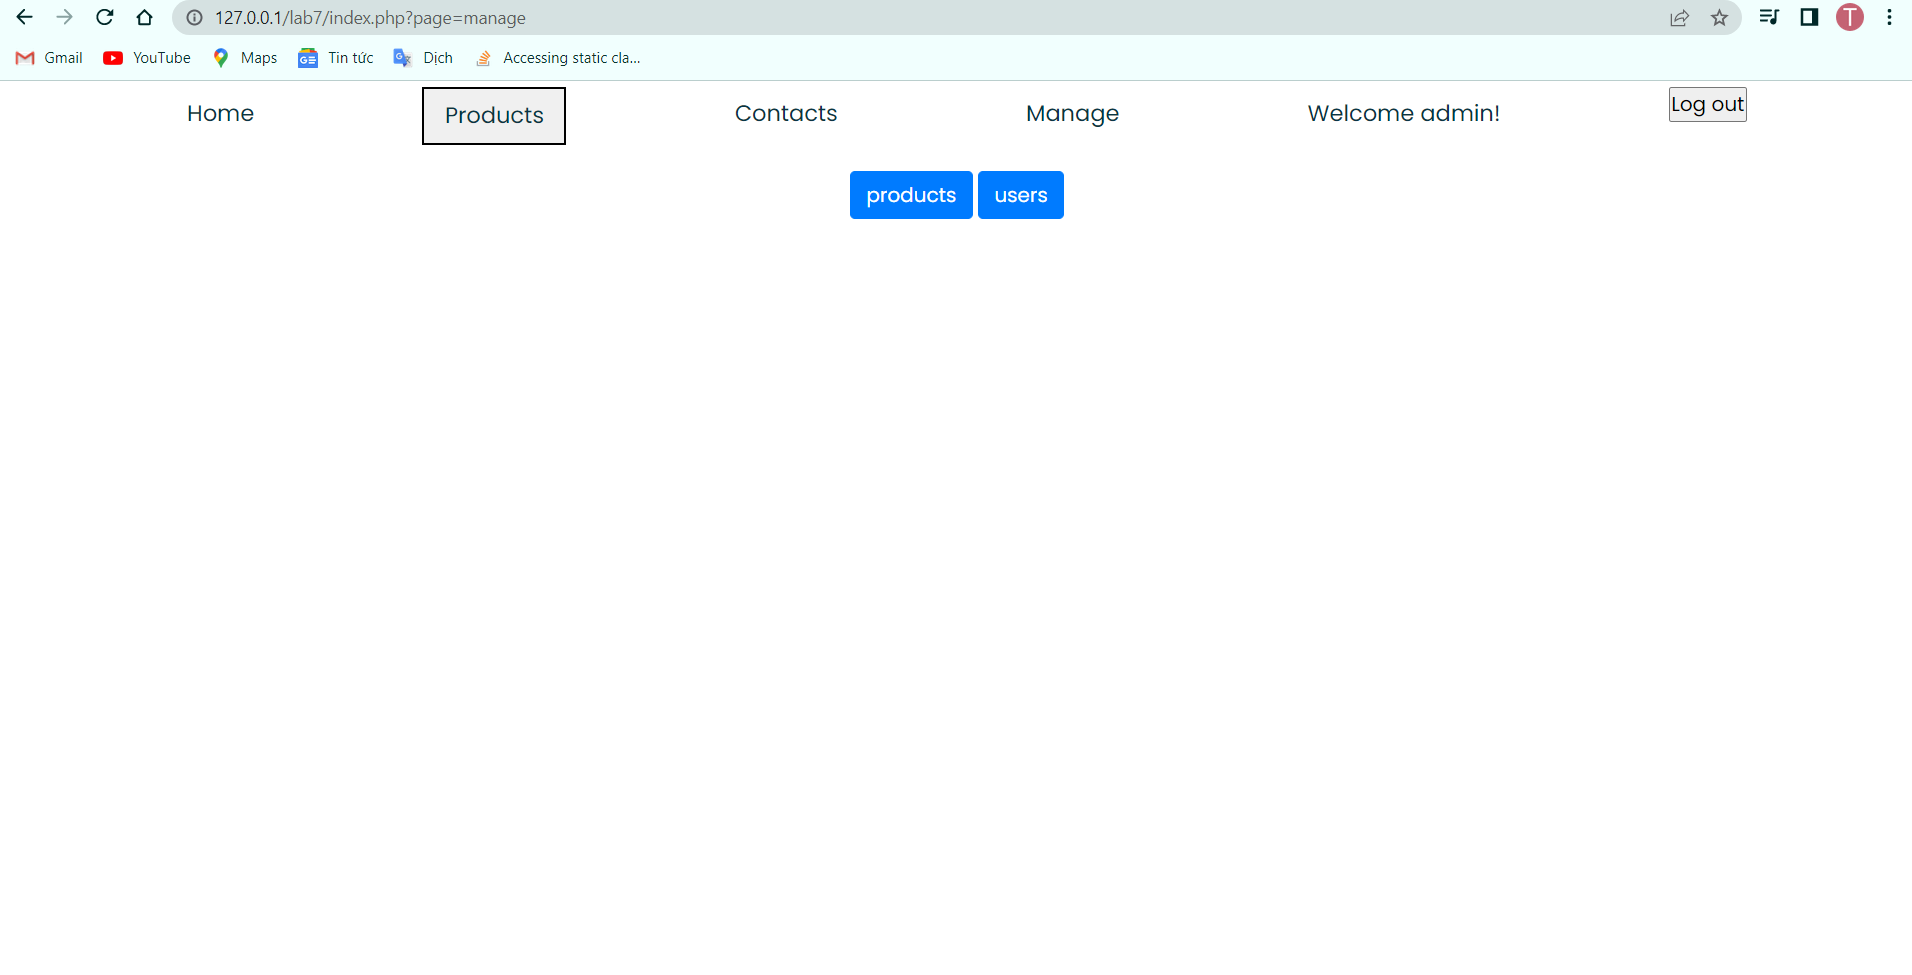 127.0.0.1/lab7/index.php?page=manage
T
Gmail YouTube Maps Tin tức Dịch Accessing static cla...
Home Products Contacts Manage Welcome admin! Log out
products users